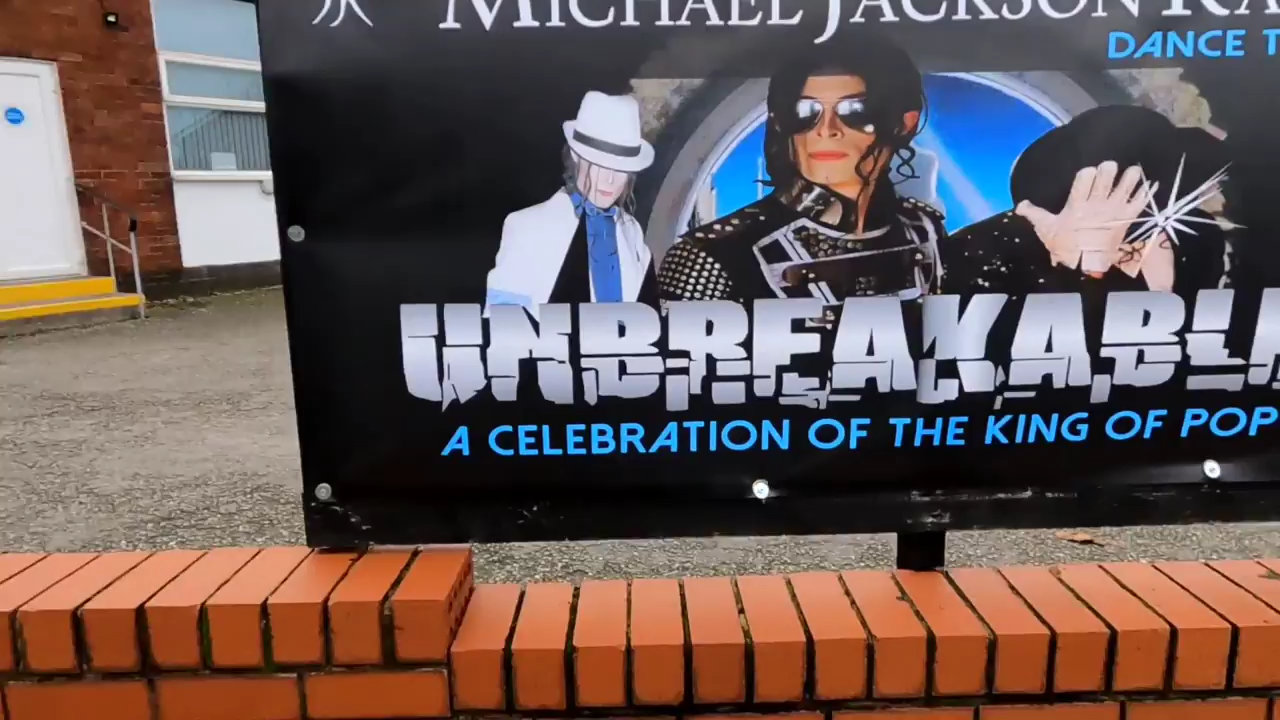 MICHAEL JACKSON
DANCE
UNBREAKABL
A CELEBRATION OF THE KING OF POP